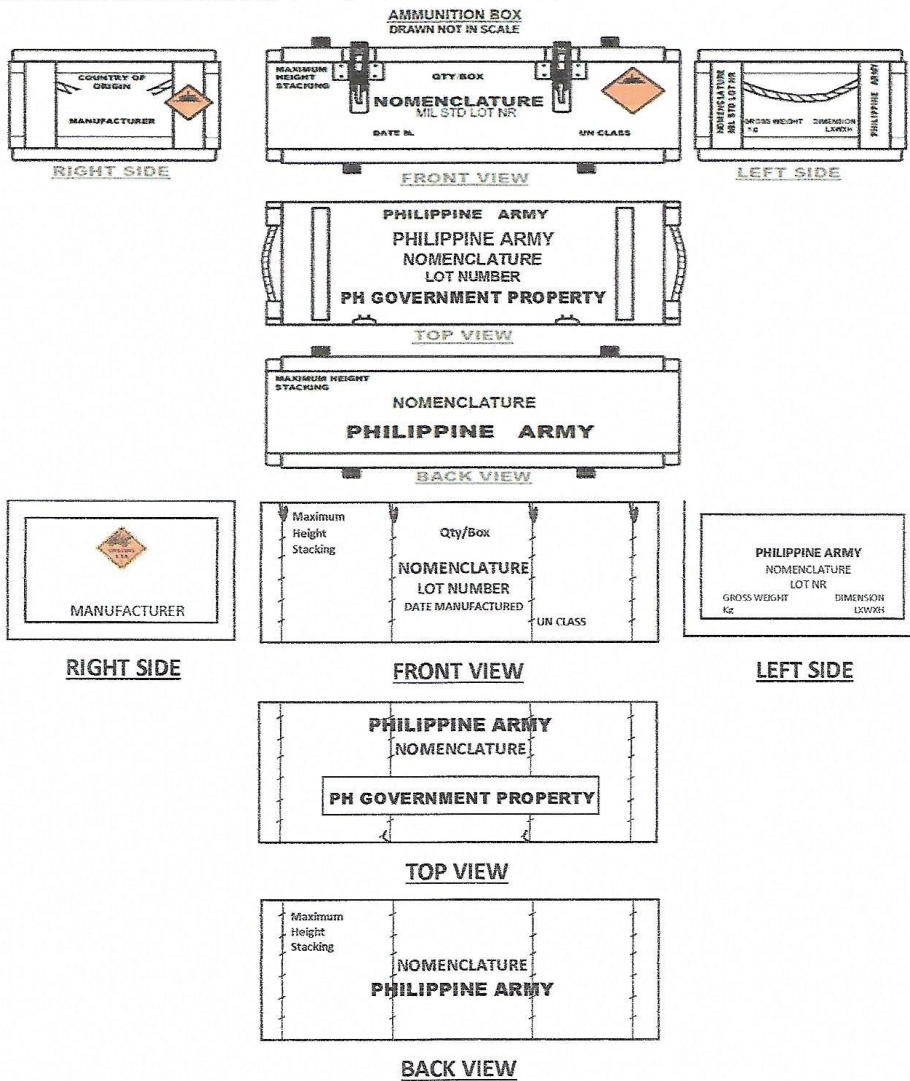 AMMUNITION BOX
DRAWN NOT IN SCALE
COUNTRY OF
ORIGIN
MANUFACTURER
RIGHT SIDE
MAXIMUM
HEIGHT
STACKING
QTY/BOX
NOMENCLATURE
MIL STD LOT NR
DATE M.
UN CLASS
FRONT VIEW
NOMENCLATURE
MIL STD LOT NR
GROSS WEIGHT DIMENSION
Kg LXWXH
PHILIPPINE ARMY
LEFT SIDE
PHILIPPINE ARMY
PHILIPPINE ARMY
NOMENCLATURE
LOT NUMBER
PH GOVERNMENT PROPERTY
TOP VIEW
MAXIMUM HEIGHT
STACKING
NOMENCLATURE
PHILIPPINE ARMY
BACK VIEW
MANUFACTURER
RIGHT SIDE
Maximum
Height
Stacking
Qty/Box
NOMENCLATURE
LOT NUMBER
DATE MANUFACTURED
UN CLASS
FRONT VIEW
PHILIPPINE ARMY
NOMENCLATURE
LOT NR
GROSS WEIGHT DIMENSION
Kg LXWXH
LEFT SIDE
PHILIPPINE ARMY
NOMENCLATURE
PH GOVERNMENT PROPERTY
TOP VIEW
Maximum
Height
Stacking
NOMENCLATURE
PHILIPPINE ARMY
BACK VIEW